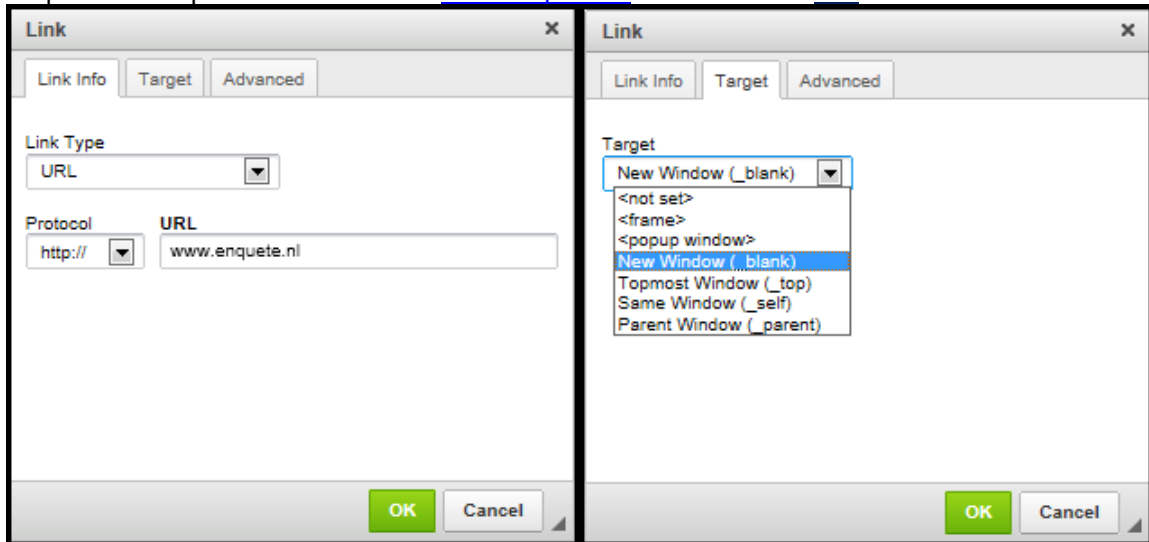 Link
Link Info Target Advanced
Link Type
URL
Protocol URL
http:// www.enquete.nl
OK Cancel
Link
Link Info Target Advanced
Target
New Window (_blank)
<not set>
<frame>
<popup window>
New Window (_blank)
Topmost Window (_top)
Same Window (_self)
Parent Window (_parent)
OK Cancel